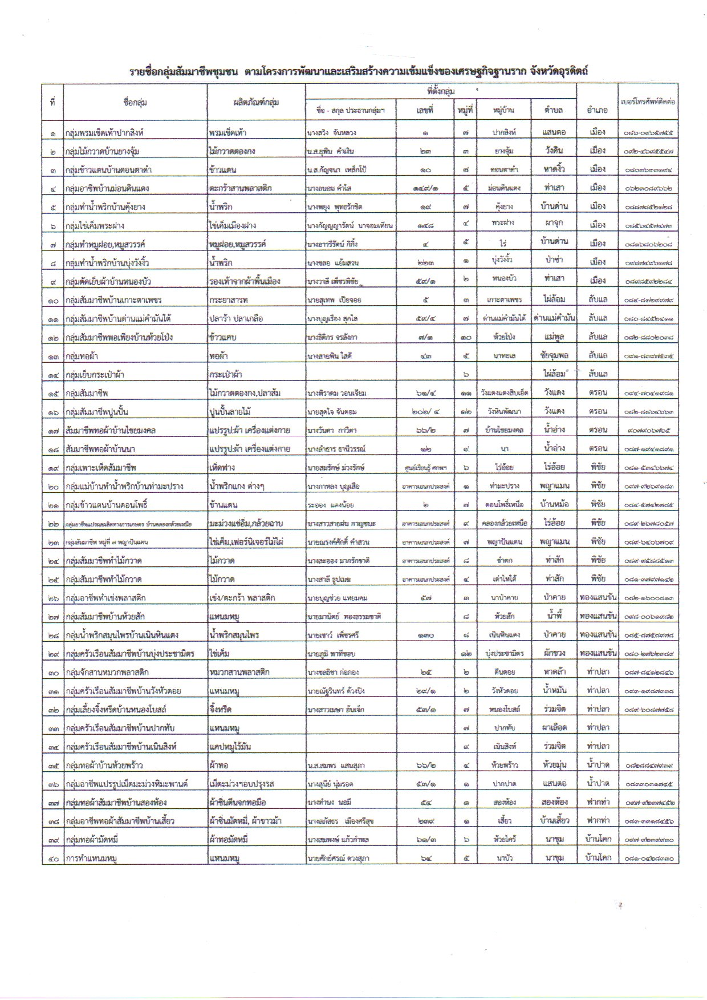 รายชื่อกลุ่มสัมมาชีพชุมชน ตามโครงการพัฒนาและเสริมสร้างความเข้มแข็งของเศรษฐกิจฐานราก จังหวัดอุรดิตถ์
ที่ ชื่อกลุ่ม ผลิตภัณฑ์กลุ่ม ที่ตั้งกลุ่ม อำเภอ เบอร์โทรศัพท์ติดต่อ
ชื่อ - สกุล ประธานกลุ่มฯ เลขที่ หมู่ที่ หมู่บ้าน ตำบล
๑ กลุ่มพรมเช็ดเท้าปากสิงห์ พรมเช็ดเท้า นางสวิง จันหลวง ๑ ๗ ปากสิงห์ แสนตอ เมือง ๐๘๖-๐๙๖๕๗๕๕
๒ กลุ่มไม้กวาดบ้านยางจุ้ม ไม้กวาดตองกง น.ส.ยุพิน คำเงิน ๒๓ ๓ ยางจุ้ม วังดิน เมือง ๐๙๒-๔๖๙๕๕๔๗
๓ กลุ่มข้าวแตนบ้านดอนตาดำ ข้าวแตน น.ส.กัญจนา เหล็กโป้ ๑๐ ๗ ดอนตาดำ หาดงิ้ว เมือง ๐๘๐๓๖๓๓๑๙๔
๔ กลุ่มอาชีพบ้านม่อนดินแดง ตะกร้าสานพลาสติก นางถนอม คำใส ๑๔๙/๑ ๕ ม่อนดินแดง ท่าเสา เมือง ๐๖๒๓๐๘๙๖๖๒
๕ กลุ่มทำน้ำพริกบ้านคุ้งยาง น้ำพริก นางพยุง พุทธรักขิต ๑๙ ๗ คุ้งยาง บ้านด่าน เมือง ๐๘๘๗๘๕๒๑๒๘
๖ กลุ่มไข่เค็มพระฝาง ไข่เค็มเมืองฝาง นางกัญญญารัตน์ นาจอมเทียน ๑๔๘ ๔ พระฝาง ผาจุก เมือง ๐๘๕๖๔๕๗๔๗๓
๗ กลุ่มทำหมูฝอย,หมูสวรรค์ หมูฝอย,หมูสวรรค์ นางอารีรัตน์ กิกิ้ง ๔ ๕ ไร่ บ้านด่าน เมือง ๐๘๑๖๘๐๖๒๐๘
๘ กลุ่มทำน้ำพริกบ้านบุ่งวังงิ้ว น้ำพริก นางชลอ แย้มสวน ๒๒๓ ๑ บุ่งวังงิ้ว ป่าเซ่า เมือง ๐๙๘๗๔๙๖๑๗๘
๙ กลุ่มตัดเย็บผ้าบ้านหนองบัว รองเท้าจากผ้าพื้นเมือง นางวาลี เพ็ชรพิชัย ๕๙/๑ ๒ หนองบัว ท่าเสา เมือง ๐๘๙๘๕๙๒๒๘๔
๑๐ กลุ่มสัมมาชีพบ้านเกาะตาเพชร กระยาสารท นายสุเทพ เปียจอย ๕ ๓ เกาะตาเพชร ไผ่ล้อม ลับแล ๐๘๔-๘๑๒๙๙๗๙
๑๑ กลุ่มสัมมาชีพบ้านด่านแม่คำมันใต้ ปลาร้า ปลาเกลือ นางบุญเรือง สุกใส ๕๙/๔ ๗ ด่านแม่คำมันใต้ ด่านแม่คำมัน ลับแล ๐๘๐-๘๔๕๒๔๑๑
๑๒ กลุ่มสัมมาชีพพอเพียงบ้านห้วยโป่ง ข้าวแคบ นางธิติกร จรลังกา ๗/๑ ๑๐ ห้วยโป่ง แม่พูล ลับแล ๐๘๒-๘๘๐๒๐๓๘
๑๓ กลุ่มทอผ้า ทอผ้า นางสายพิน ใสดี ๔๓ ๕ นาทะเล ชัยจุมพล ลับแล ๐๙๑-๘๓๙๗๕๓๕
๑๔ กลุ่มเย็บกระเป๋าผ้า กระเป๋าผ้า ๖ ไผ่ล้อม ลับแล
๑๕ กลุ่มสัมมาชีพ ไม้กวาดตองกง,ปลาส้ม นางพิราดม วอนเจียม ๖๑/๔ ๑๑ วังแดงแดงสิบเอ็ด วังแดง ตรอน ๐๙๔-๗๐๔๑๙๘๑
๑๖ กลุ่มสัมมาชีพปูนปั้น ปูนปั้นลายไม้ นายสุดใจ จันตอม ๒๐๒/ ๔ ๑๒ วังหินพัฒนา วังแดง ตรอน ๐๘๒-๘๘๖๔๖๖๓
๑๗ สัมมาชีพทอผ้าบ้านไชยมงคล แปรรูป:ผ้า เครื่องแต่งกาย นางวันดา กาวิตา ๖๖/๒ ๗ บ้านไชยมงคล น้ำอ่าง ตรอน ๙๐๗๙๐๖๗๖๕
๑๘ สัมมาชีพทอผ้าบ้านนา แปรรูป:ผ้า เครื่องแต่งกาย นางลำธาร ธานีวรรณ์ ๑๒ ๙ นา น้ำอ่าง ตรอน ๐๘๗-๑๙๔๑๘๙๑
๑๙ กลุ่มเพาะเห็ดสัมมาชีพ เห็ดฟาง นายสมรักษ์ ม่วงรักษ์ ศูนย์เรียนรู้ ศกพฯ ๖ ไร่อ้อย ไร่อ้อย พิชัย ๐๘๑-๕๓๔๖๖๗๔
๒๐ กลุ่มแม่บ้านทำน้ำพริกบ้านท่ามะปราง น้ำพริกแกง ต่างๆ นางกาหลง บุญเสือ อาคารเอนกประสงค์ ๑ ท่ามะปราง พญาแมน พิชัย ๐๙๗-๙๒๖๙๑๘๓
๒๑ กลุ่มข้าวแตนบ้านดอนโพธิ์ ข้านแตน ระออง แดงน้อย ๒ ๗ ดอนโพธิ์เหนือ บ้านหม้อ พิชัย ๐๘๔-๕๗๔๒๗๘๕
๒๒ กลุ่มอาชีพแปรผลผลิตทางการเกษตร บ้านคลองกล้วยเหนือ มะม่วงแช่อิ่ม,กล้วยฉาบ นางสาวสายฝน กาญชนะ อาคารเอนกประสงค์ ๙ คลองกล้วยเหนือ ไร่อ้อย พิชัย ๐๘๙-๒๖๗๘๐๕๗
๒๓ กลุ่มสัมมาชีพ หมู่ที่ ๗ พญาปันแดน ไข่เค็ม,เฟอร์นิเจอร์ไม้ไผ่ นายณรงค์ศักดิ์ คำสวน อาคารเอนกประสงค์ ๗ พญาปันแดน พญาแมน พิชัย ๐๘๙-๖๔๐๖๗๐๙
๒๔ กลุ่มสัมมาชีพทำไม้กวาด ไม้กวาด นางละออง มากรักชาติ อาคารเอนกประสงค์ ๘ ชำตก ท่าสัก พิชัย ๐๘๙-๙๕๘๘๕๑๓
๒๕ กลุ่มสัมมาชีพทำไม้กวาด ไม้กวาด นางสาลี ธูปเมฆ อาคารเอนกประสงค์ ๔ เด่าไหใต้ ท่าสัก พิชัย ๐๘๑-๓๗๙๗๑๔๒
๒๖ กลุ่มอาชีพทำเข่งพลาสติก เข่ง/ตะกร้า พลาสติก นายบุญช่วย แหยมคม ๕๗ ๓ นาป่าคาย ป่าคาย ทองแสนขัน ๐๘๒-๑๖๐๐๘๑๓
๒๗ กลุ่มสัมมาชีพบ้านห้วยสัก แหนมหมู นายมานิตย์ ทองธรรมชาติ ๘ ห้วยสัก น้ำพี้ ทองแสนขัน ๐๙๘-๐๐๖๑๙๘๒
๒๘ กลุ่มน้ำพริกสมุนไพรบ้านเนินหินแดง น้ำพริกสมุนไพร นายเชาว์ เพ็ชรศรี ๑๓๐ ๘ เนินหินแดง ป่าคาย ทองแสนขัน ๐๘๕-๘๗๕๘๙๗๘
๒๙ กลุ่มครัวเรือนสัมมาชีพบ้านบุ่งประชามิตร ไข่เค็ม นายภูมิ พาทีชอบ ๑๒ บุ่งประชามิตร ผักขวง ทองแสนขัน ๐๘๐-๒๗๖๒๓๘๙
๓๐ กลุ่มจักสานหมวกพลาสติก หมวกสานพลาสติก นางชลธิชา ก่อกอง ๒๕ ๒ ตีนดอย หาดล้า ท่าปลา ๐๘๗-๘๔๑๒๘๔๖
๓๑ กลุ่มครัวเรือนสัมมาชีพบ้านวังหัวดอย แหนมหมู นายณัฐรินทร์ ด้วงปิง ๒๙/๑ ๒ วังหัวดอย น้ำหมัน ท่าปลา ๐๙๓-๑๙๘๗๓๓๘
๓๒ กลุ่มเลี้ยงจิ้งหรีดบ้านหนองโบสถ์ จิ้งหรีด นางสาวเมษา อ้นเจ็ก ๕๓/๑ ๗ หนองโบสถ์ ร่วมจิต ท่าปลา ๐๘๙-๖๐๘๗๗๕๘
๓๓ กลุ่มครัวเรือนสัมมาชีพบ้านปากทับ แหนมหมู ๗ ปากทับ ผาเลือด ท่าปลา
๓๔ กลุ่มครัวเรือนสัมมาชีพบ้านเนินสิงห์ แคปหมูไร้มัน ๙ เนินสิงห์ ร่วมจิต ท่าปลา
๓๕ กลุ่มทอผ้าบ้านห้วยพร้าว ผ้าทอ น.ส.สมพร แสนสุภา ๖๖/๒ ๔ ห้วยพร้าว ห้วยมุ่น น้ำปาด ๐๘๒๘๘๔๗๙๓๙
๓๖ กลุ่มอาชีพแปรรูปเม็ดมะม่วงหิมะพานต์ เม็ดะม่วงฯอบปรุงรส นางสุนีย์ นุ่มรอด ๕๓/๑ ๑ ปากปาด แสนตอ น้ำปาด ๐๘๓๓๐๓๑๗๔๕
๓๗ กลุ่มทอผ้าสัมมาชีพบ้านสองห้อง ผ้าซิ่นตีนจกทอมือ นางทำนง นอมี ๕๔ ๑ สองห้อง สองห้อง ฟากท่า ๐๙๗-๙๒๓๗๔๕๒
๓๘ กลุ่มอาชีพทอผ้าสัมมาชีพบ้านเสี้ยว ผ้าซิ่นมัดหมี่, ผ้าขาวม้า นางลภัสธร เมืองศรีสุข ๒๓๙ ๑ เสี้ยว บ้านเสี้ยว ฟากท่า ๐๘๓-๓๓๑๘๔๕๖
๓๙ กลุ่มทอผ้ามัดหมี่ ผ้าทอมัดหมี่ นางสมพงษ์ แก้วกำพล ๖๑/๓ ๖ ห้วยไคร้ นาขุม บ้านโคก ๐๙๗-๙๒๓๙๙๓๐
๔๐ การทำแหนมหมู แหนมหมู นายศักย์ศรณ์ ดวงสุภา ๖๔ ๕ นาบัว นาขุม บ้านโคก ๐๘๑-๐๔๒๘๓๓๐